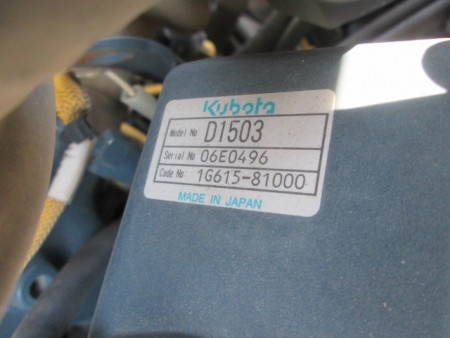 Kubota
Model No D1503
Serial No 06E0496
Code No 1G615-81000
MADE IN JAPAN